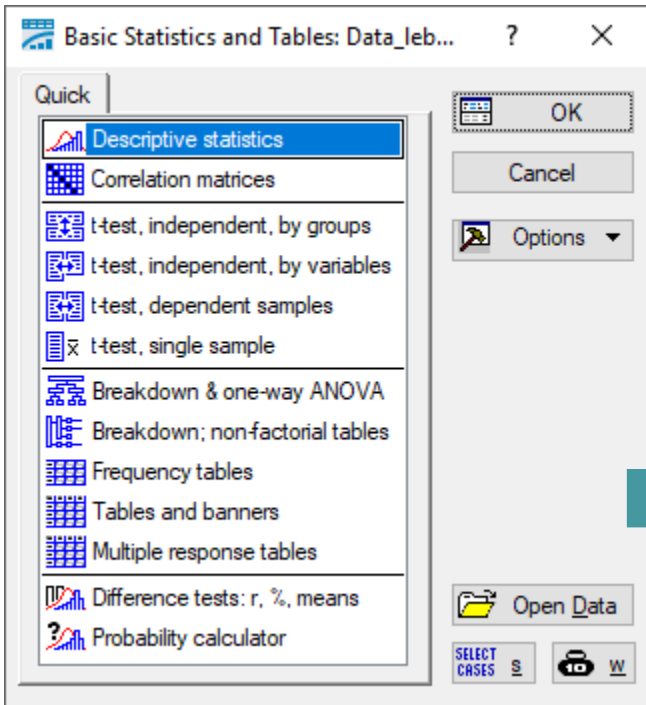 Basic Statistics and Tables: Data_leb... ? ×
Quick
Descriptive statistics
Correlation matrices
t-test, independent, by groups
t-test, independent, by variables
t-test, dependent samples
x̄ t-test, single sample
Breakdown & one-way ANOVA
Breakdown; non-factorial tables
Frequency tables
Tables and banners
Multiple response tables
Difference tests: r, %, means
? Probability calculator
OK
Cancel
Options
Open Data
SELECT
CASES S
W